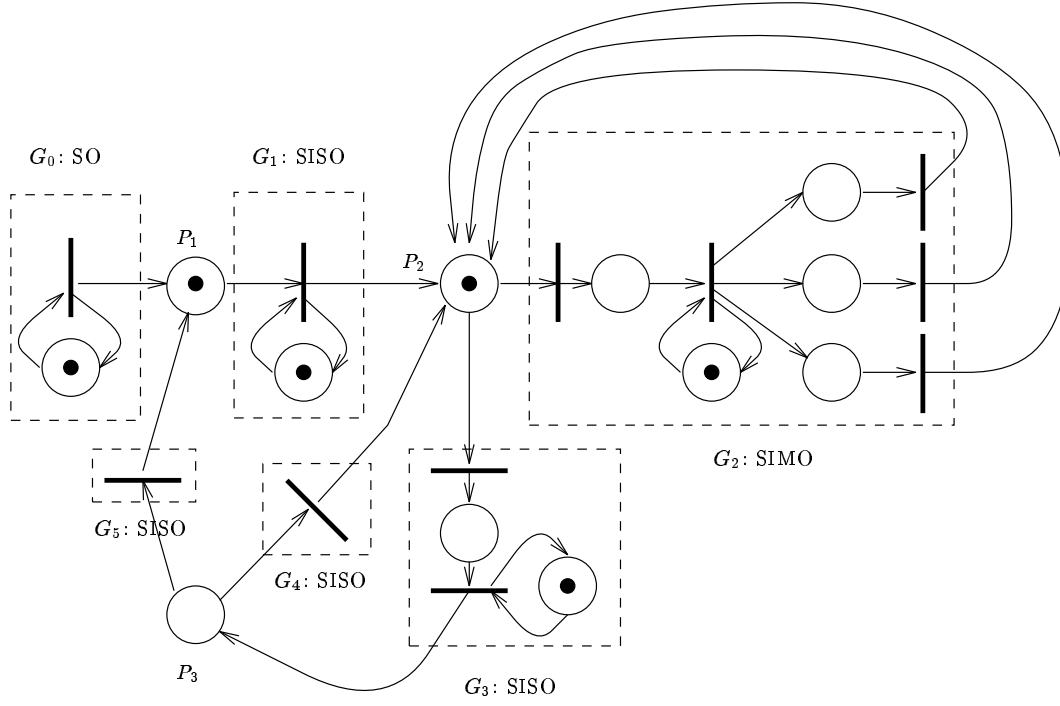 G₀: SO
G₁: SISO
P₁
P₂
G₂: SIMO
G₅: SISO
G₄: SISO
P₃
G₃: SISO